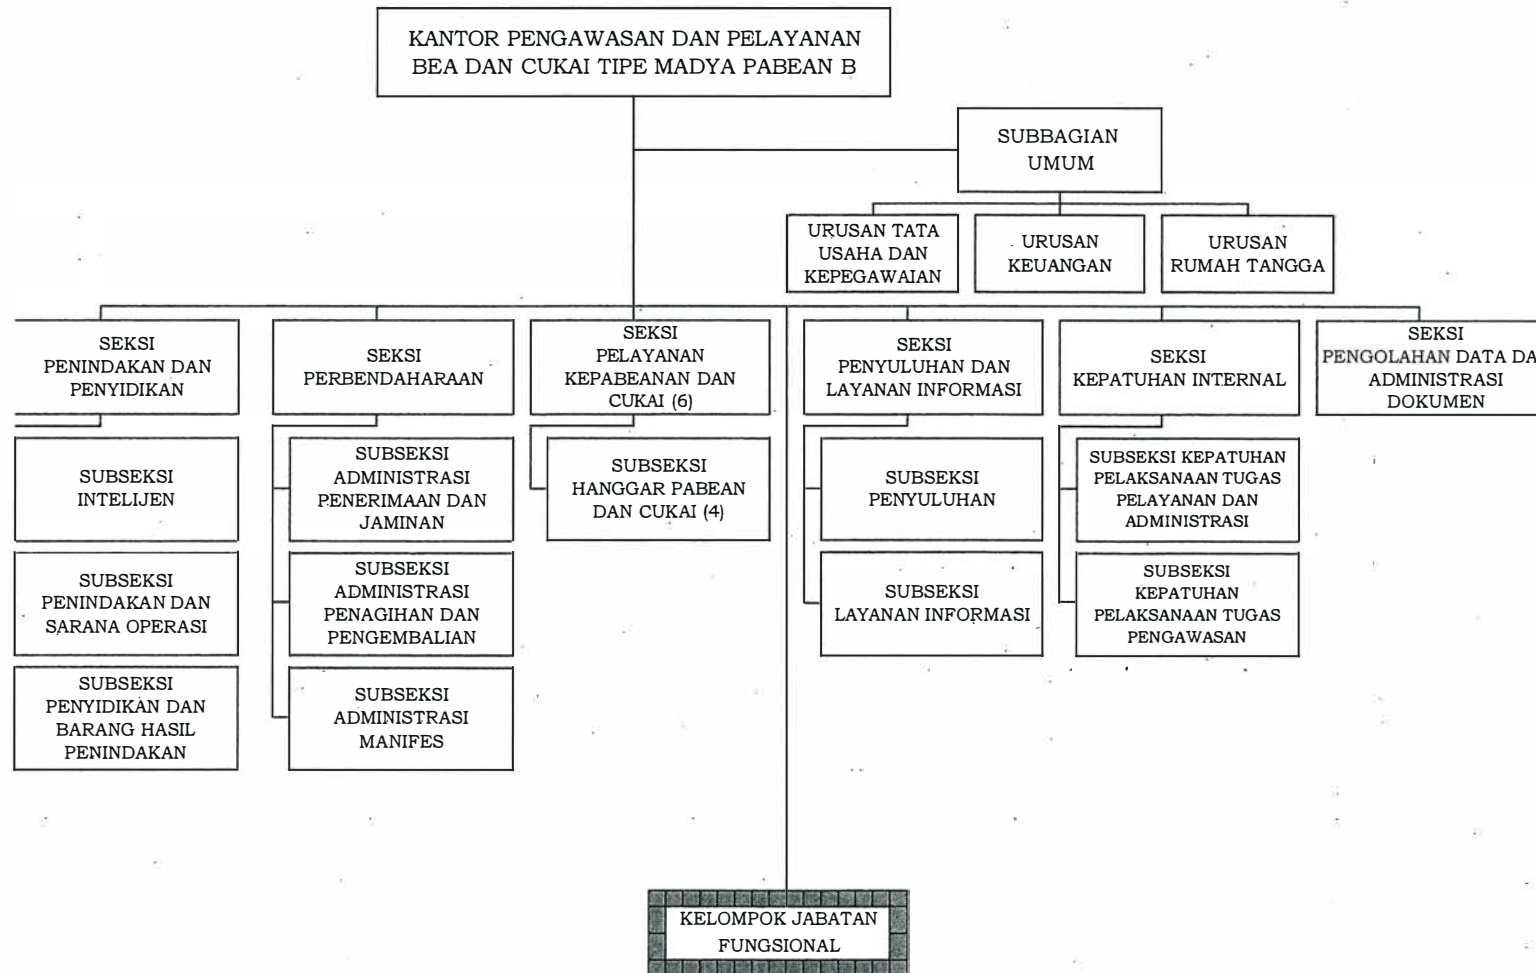 KANTOR PENGAWASAN DAN PELAYANAN
BEA DAN CUKAI TIPE MADYA PABEAN B
SUBBAGIAN
UMUM
URUSAN TATA
USAHA DAN
KEPEGAWAIAN
URUSAN
KEUANGAN
URUSAN
RUMAH TANGGA
SEKSI
PENINDAKAN DAN
PENYIDIKAN
SEKSI
PERBENDAHARAAN
SEKSI
PELAYANAN
KEPABEANAN DAN
CUKAI (6)
SEKSI
PENYULUHAN DAN
LAYANAN INFORMASI
SEKSI
KEPATUHAN INTERNAL
SEKSI
PENGOLAHAN DATA DA
ADMINISTRASI
DOKUMEN
SUBSEKSI
INTELIJEN
SUBSEKSI
ADMINISTRASI
PENERIMAAN DAN
JAMINAN
SUBSEKSI
HANGGAR PABEAN
DAN CUKAI (4)
SUBSEKSI
PENYULUHAN
SUBSEKSI KEPATUHAN
PELAKSANAAN TUGAS
PELAYANAN DAN
ADMINISTRASI
SUBSEKSI
PENINDAKAN DAN
SARANA OPERASI
SUBSEKSI
ADMINISTRASI
PENAGIHAN DAN
PENGEMBALIAN
SUBSEKSI
LAYANAN INFORMASI
SUBSEKSI
KEPATUHAN
PELAKSANAAN TUGAS
PENGAWASAN
SUBSEKSI
PENYIDIKAN DAN
BARANG HASIL
PENINDAKAN
SUBSEKSI
ADMINISTRASI
MANIFES
KELOMPOK JABATAN
FUNGSIONAL